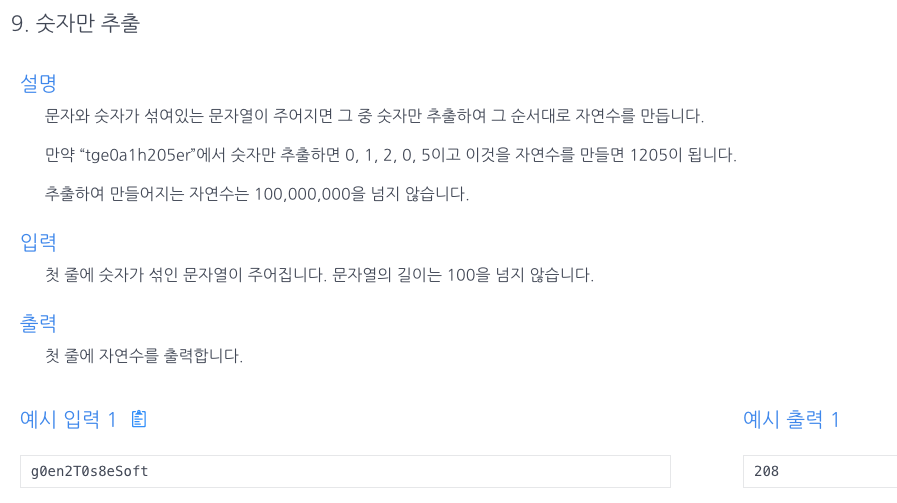 9. 숫자만 추출
설명
문자와 숫자가 섞여있는 문자열이 주어지면 그 중 숫자만 추출하여 그 순서대로 자연수를 만듭니다.
만약 “tge0a1h205er”에서 숫자만 추출하면 0, 1, 2, 0, 5이고 이것을 자연수를 만들면 1205이 됩니다.
추출하여 만들어지는 자연수는 100,000,000을 넘지 않습니다.
입력
첫 줄에 숫자가 섞인 문자열이 주어집니다. 문자열의 길이는 100을 넘지 않습니다.
출력
첫 줄에 자연수를 출력합니다.
예시 입력 1
예시 출력 1
g0en2T0s8eSoft
208